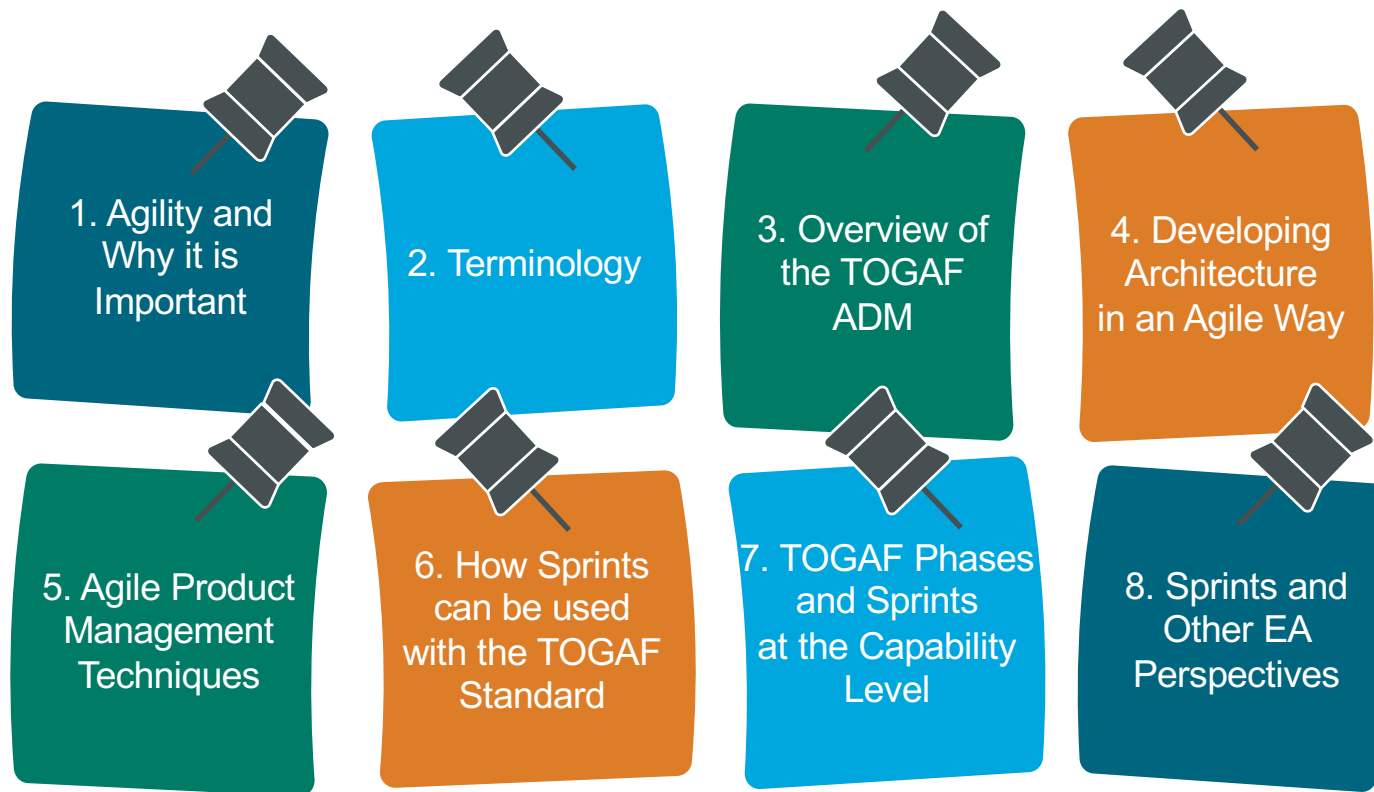 1. Agility and
Why it is
Important
2. Terminology
3. Overview of
the TOGAF
ADM
4. Developing
Architecture
in an Agile Way
5. Agile Product
Management
Techniques
6. How Sprints
can be used
with the TOGAF
Standard
7. TOGAF Phases
and Sprints
at the Capability
Level
8. Sprints and
Other EA
Perspectives